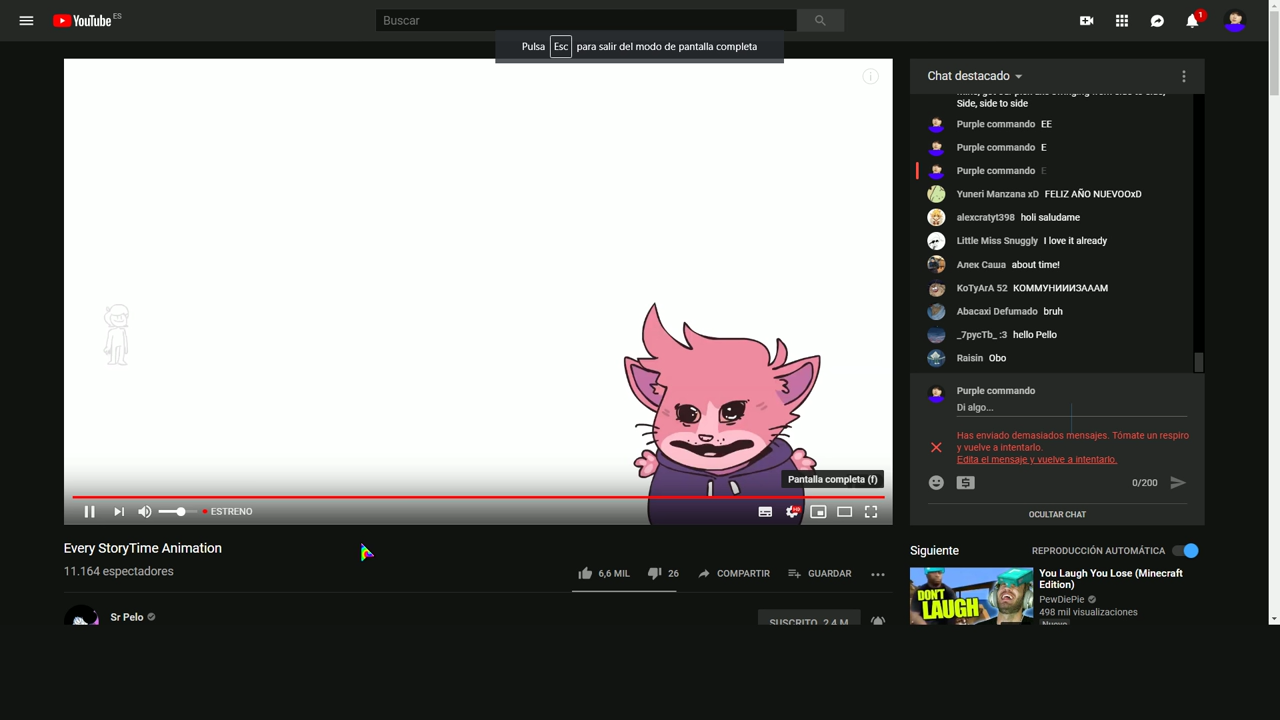 YouTube ES
Buscar
1
Pulsa Esc para salir del modo de pantalla completa
Pantalla completa (f)
HD
ESTRENO
Every StoryTime Animation
11.164 espectadores
6,6 MIL
26
COMPARTIR
GUARDAR
Sr Pelo
SUSCRITO 2,4 M
Chat destacado
Side, side to side
Purple commando EE
Purple commando E
Purple commando E
Yuneri Manzana xD FELIZ AÑO NUEVOOxD
alexcratyt398 holi saludame
Little Miss Snuggly I love it already
Алек Саша about time!
KoTyArA 52 КОММУНИИИЗАААМ
Abacaxi Defumado bruh
_7pycTb_ :3 hello Pello
Raisin Obo
Purple commando
Di algo...
Has enviado demasiados mensajes. Tómate un respiro
y vuelve a intentarlo.
Edita el mensaje y vuelve a intentarlo.
0/200
OCULTAR CHAT
Siguiente
REPRODUCCIÓN AUTOMÁTICA
DON'T
LAUGH
You Laugh You Lose (Minecraft
Edition)
PewDiePie
498 mil visualizaciones
Nuevo